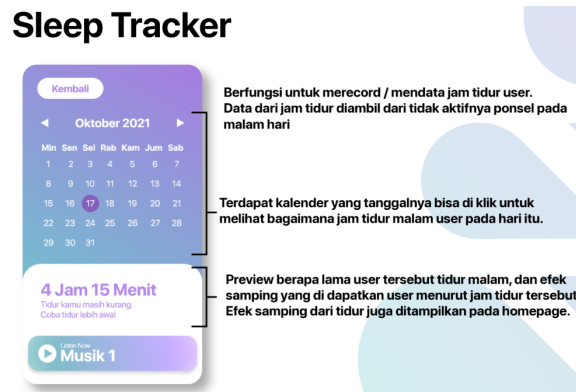 Sleep Tracker
Kembali
Oktober 2021
Min Sen Sel Rab Kam Jum Sab
1 2 3 4 5 6 7
8 9 10 11 12 13 14
15 16 17 18 19 20 21
22 23 24 25 26 27 28
29 30 31
4 Jam 15 Menit
Tidur kamu masih kurang.
Coba tidur lebih awal
Listen Now
Musik 1
Berfungsi untuk merecord / mendata jam tidur user.
Data dari jam tidur diambil dari tidak aktifnya ponsel pada
malam hari
Terdapat kalender yang tanggalnya bisa di klik untuk
melihat bagaimana jam tidur malam user pada hari itu.
Preview berapa lama user tersebut tidur malam, dan efek
samping yang di dapatkan user menurut jam tidur tersebut
Efek samping dari tidur juga ditampilkan pada homepage.